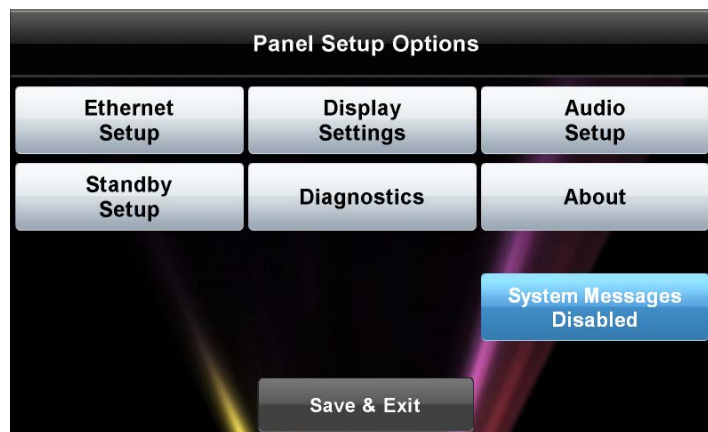 Panel Setup Options
Ethernet
Setup
Display
Settings
Audio
Setup
Standby
Setup
Diagnostics
About
System Messages
Disabled
Save & Exit